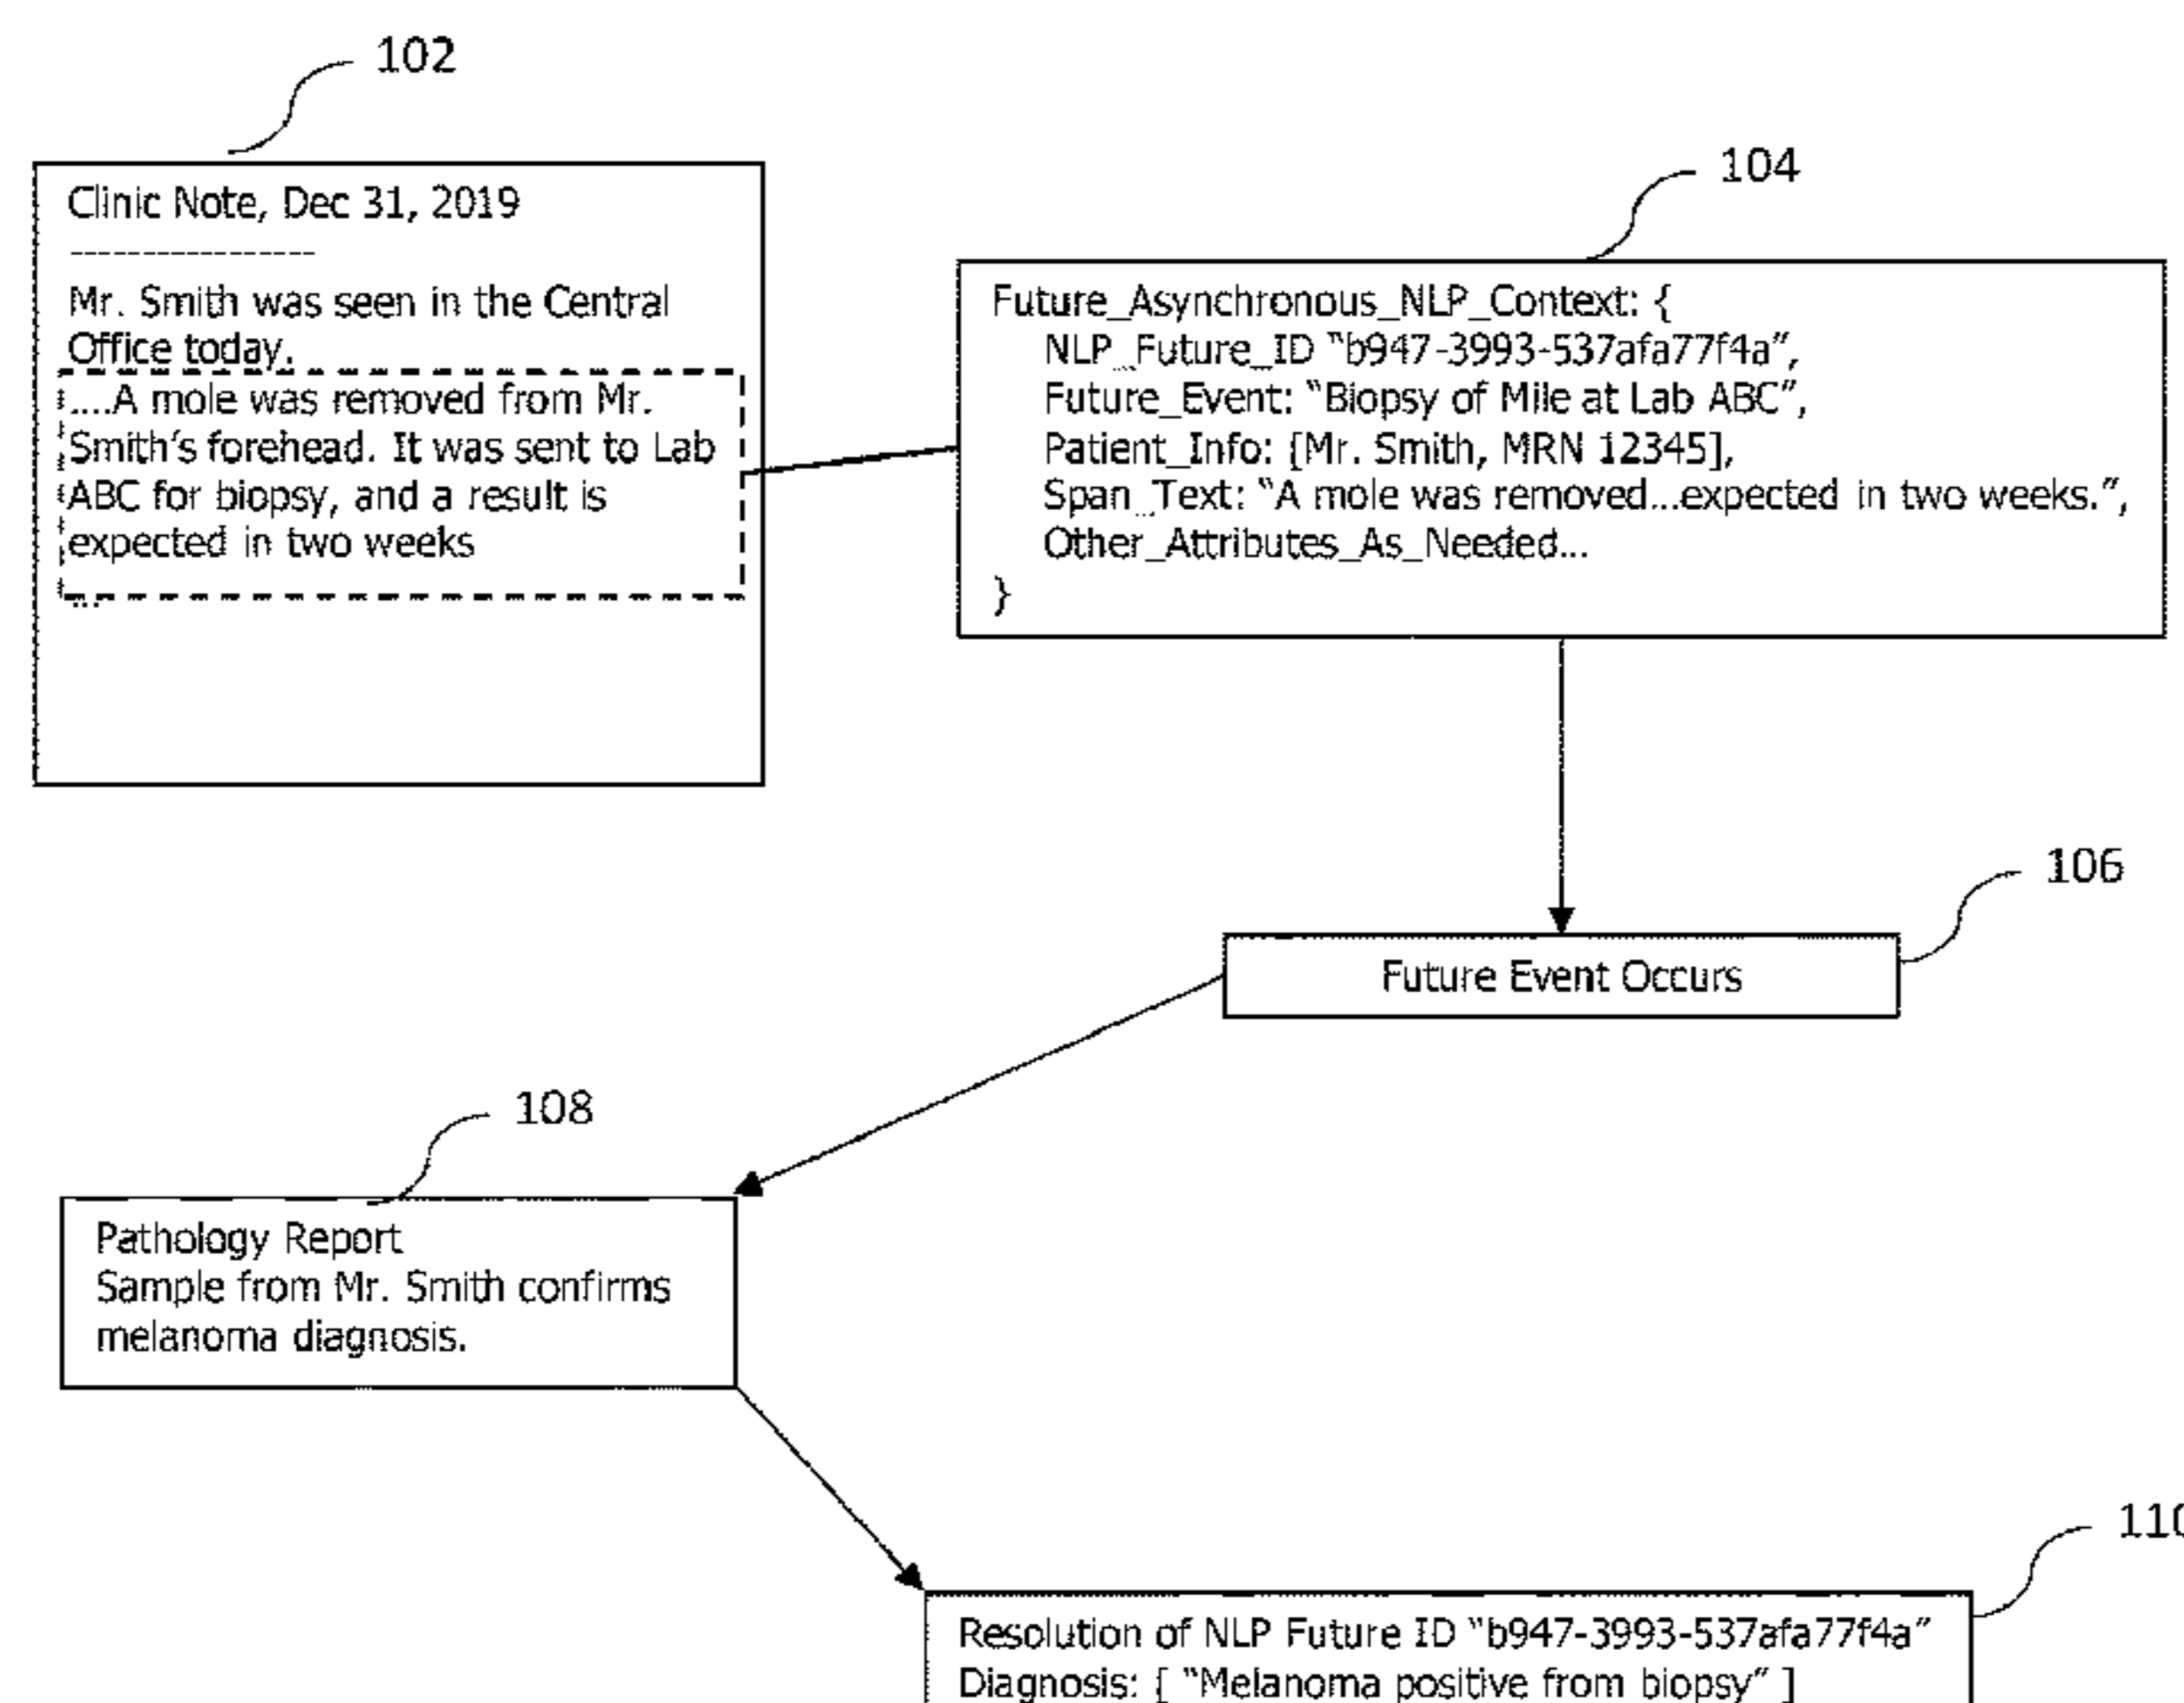 102
Clinic Note, Dec 31, 2019
-----------------
Mr. Smith was seen in the Central
Office today.
....A mole was removed from Mr.
Smith's forehead. It was sent to Lab
ABC for biopsy, and a result is
expected in two weeks
...
104
Future_Asynchronous_NLP_Context: {
NLP_Future_ID "b947-3993-537afa77f4a",
Future_Event: "Biopsy of Mile at Lab ABC",
Patient_Info: [Mr. Smith, MRN 12345],
Span_Text: "A mole was removed...expected in two weeks.",
Other_Attributes_As_Needed...
}
106
Future Event Occurs
108
Pathology Report
Sample from Mr. Smith confirms
melanoma diagnosis.
110
Resolution of NLP Future ID "b947-3993-537afa77f4a"
Diagnosis: [ "Melanoma positive from biopsy" ]